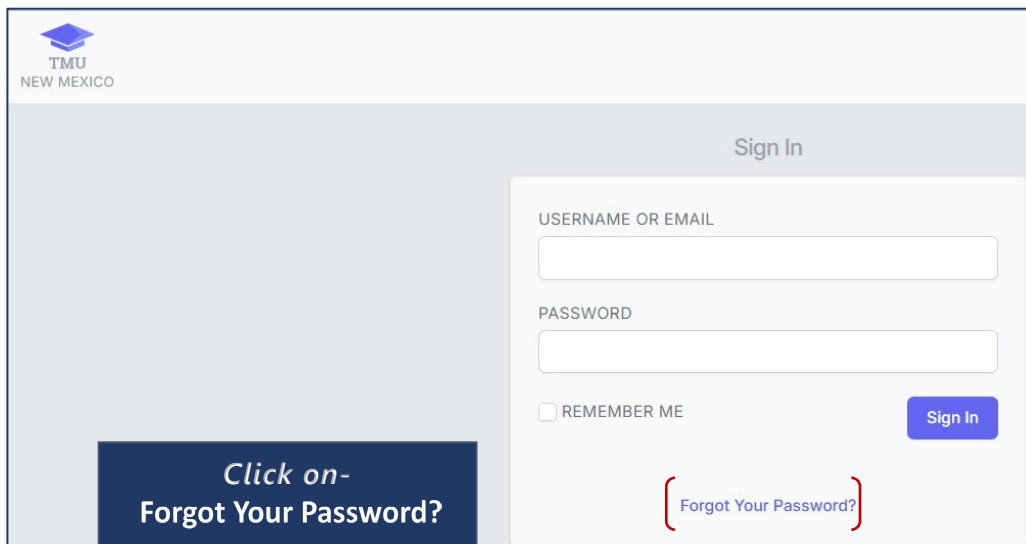 TMU
NEW MEXICO
Sign In
USERNAME OR EMAIL
PASSWORD
REMEMBER ME
Sign In
Click on-
Forgot Your Password?
Forgot Your Password?